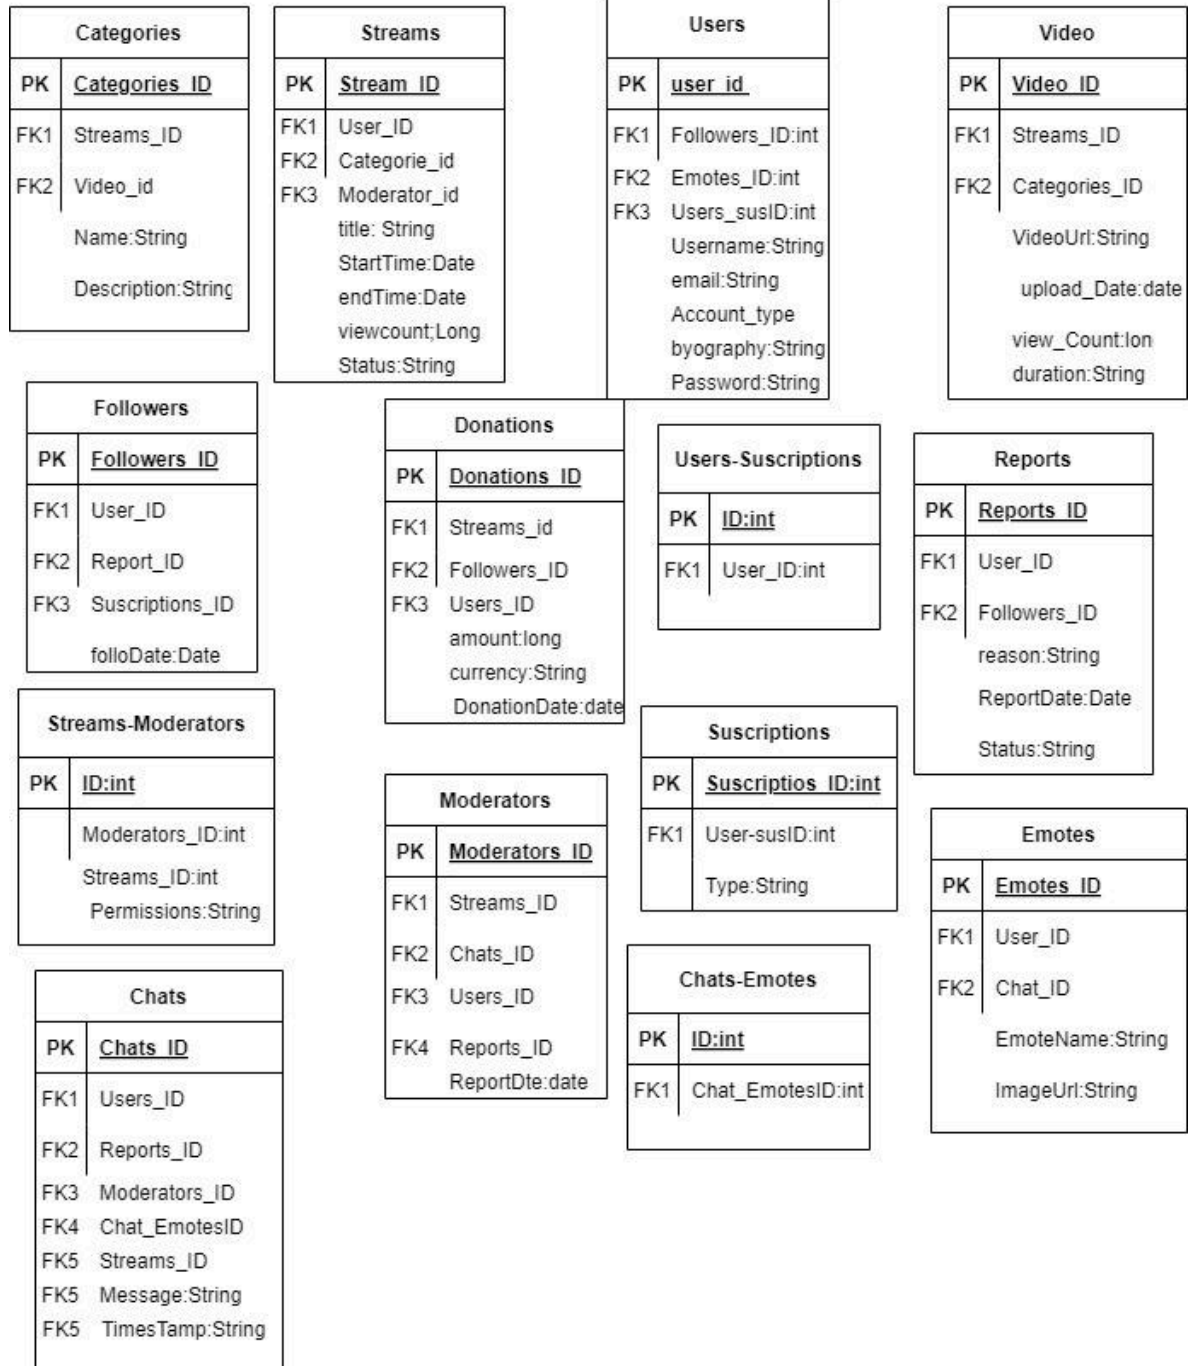 Categories
PK Categories_ID
FK1 Streams_ID
FK2 Video_id
Name:String
Description:String
Streams
PK Stream_ID
FK1 User_ID
FK2 Categorie_id
FK3 Moderator_id
title: String
StartTime:Date
endTime:Date
viewcount;Long
Status:String
Users
PK user_id
FK1 Followers_ID:int
FK2 Emotes_ID:int
FK3 Users_susID:int
Username:String
email:String
Account_type
byography:String
Password:String
Video
PK Video_ID
FK1 Streams_ID
FK2 Categories_ID
VideoUrl:String
upload_Date:date
view_Count:lon
duration:String
Followers
PK Followers_ID
FK1 User_ID
FK2 Report_ID
FK3 Suscriptions_ID
folloDate:Date
Donations
PK Donations_ID
FK1 Streams_id
FK2 Followers_ID
FK3 Users_ID
amount:long
currency:String
DonationDate:date
Users-Suscriptions
PK ID:int
FK1 User_ID:int
Reports
PK Reports_ID
FK1 User_ID
FK2 Followers_ID
reason:String
ReportDate:Date
Status:String
Streams-Moderators
PK ID:int
Moderators_ID:int
Streams_ID:int
Permissions:String
Moderators
PK Moderators_ID
FK1 Streams_ID
FK2 Chats_ID
FK3 Users_ID
FK4 Reports_ID
ReportDte:date
Suscriptions
PK Suscriptios_ID:int
FK1 User-susID:int
Type:String
Emotes
PK Emotes_ID
FK1 User_ID
FK2 Chat_ID
EmoteName:String
ImageUrl:String
Chats
PK Chats_ID
FK1 Users_ID
FK2 Reports_ID
FK3 Moderators_ID
FK4 Chat_EmotesID
FK5 Streams_ID
FK5 Message:String
FK5 TimesTamp:String
Chats-Emotes
PK ID:int
FK1 Chat_EmotesID:int